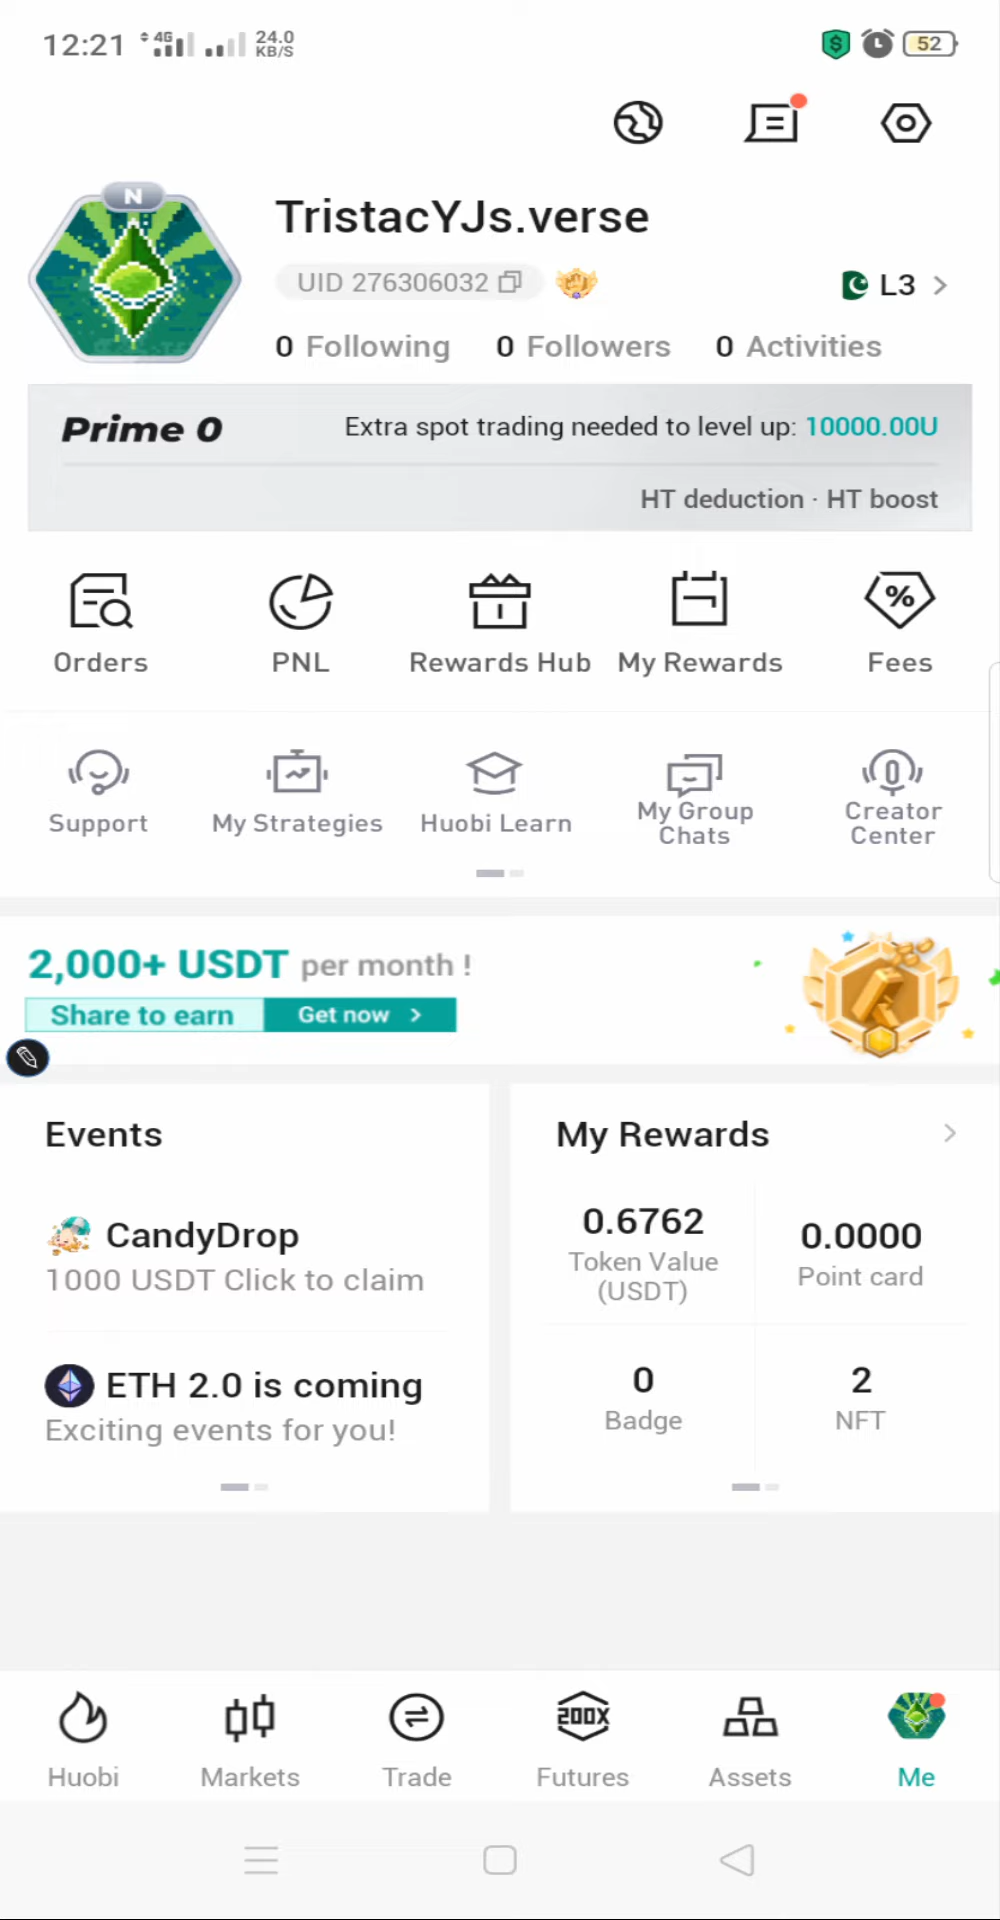 12:21 4G 24.0 KB/S 52
N
TristacYJs.verse
UID 276306032
L3
0 Following 0 Followers 0 Activities
Prime 0 Extra spot trading needed to level up: 10000.00U
HT deduction · HT boost
%
Orders PNL Rewards Hub My Rewards Fees
Support My Strategies Huobi Learn My Group Chats Creator Center
2,000+ USDT per month !
Share to earn Get now >
Events
CandyDrop
1000 USDT Click to claim
ETH 2.0 is coming
Exciting events for you!
My Rewards
0.6762
Token Value
(USDT)
0.0000
Point card
0
Badge
2
NFT
200X
Huobi Markets Trade Futures Assets Me